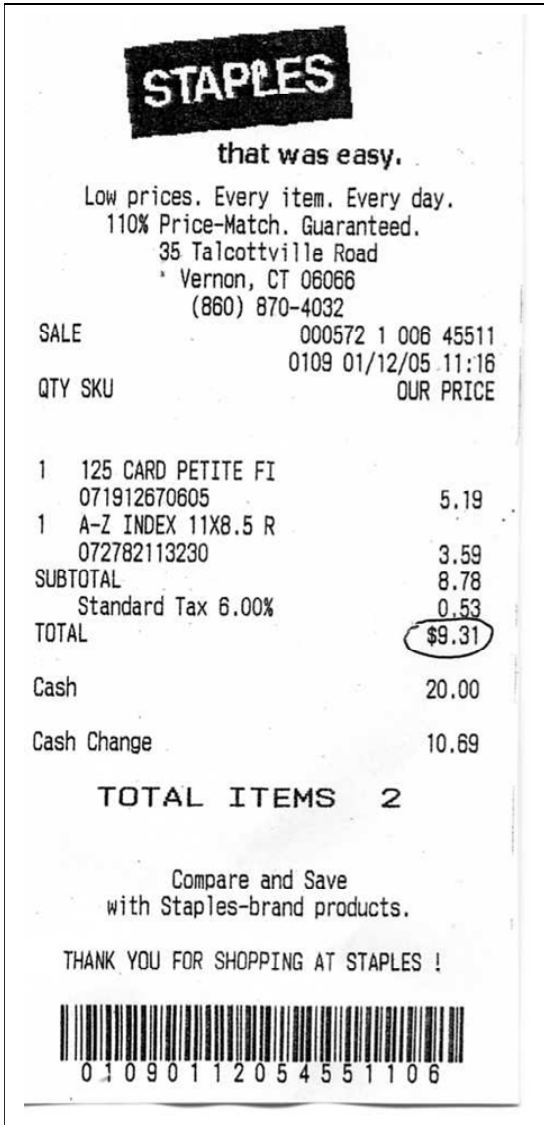 STAPLES
that was easy.
Low prices. Every item. Every day.
110% Price-Match. Guaranteed.
35 Talcottville Road
Vernon, CT 06066
(860) 870-4032
SALE 000572 1 006 45511
0109 01/12/05 11:16
QTY SKU OUR PRICE
1 125 CARD PETITE FI
071912670605 5.19
1 A-Z INDEX 11X8.5 R
072782113230 3.59
SUBTOTAL 8.78
Standard Tax 6.00% 0.53
TOTAL $9.31
Cash 20.00
Cash Change 10.69
TOTAL ITEMS 2
Compare and Save
with Staples-brand products.
THANK YOU FOR SHOPPING AT STAPLES !
01090112054551106